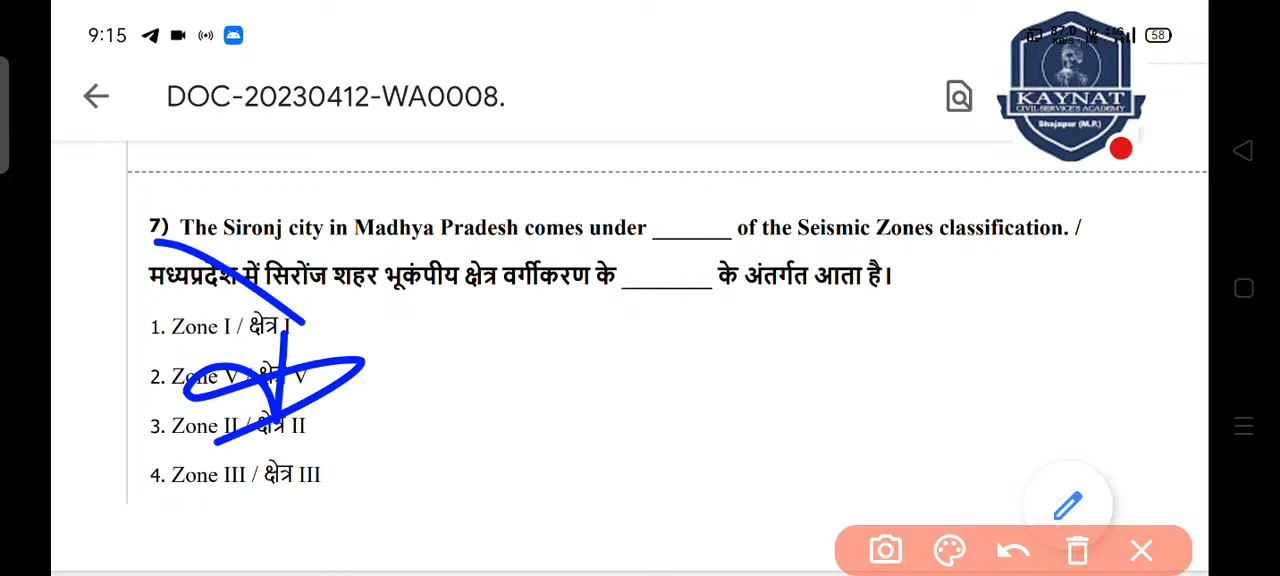 9:15
58
DOC-20230412-WA0008.
KAYNAT
CIVIL SERVICES ACADEMY
Shajapur (M.P.)
7) The Sironj city in Madhya Pradesh comes under _______ of the Seismic Zones classification. /
मध्यप्रदेश में सिरोंज शहर भूकंपीय क्षेत्र वर्गीकरण के ________ के अंतर्गत आता है।
1. Zone I / क्षेत्र I
2. Zone V / क्षेत्र V
3. Zone II / क्षेत्र II
4. Zone III / क्षेत्र III